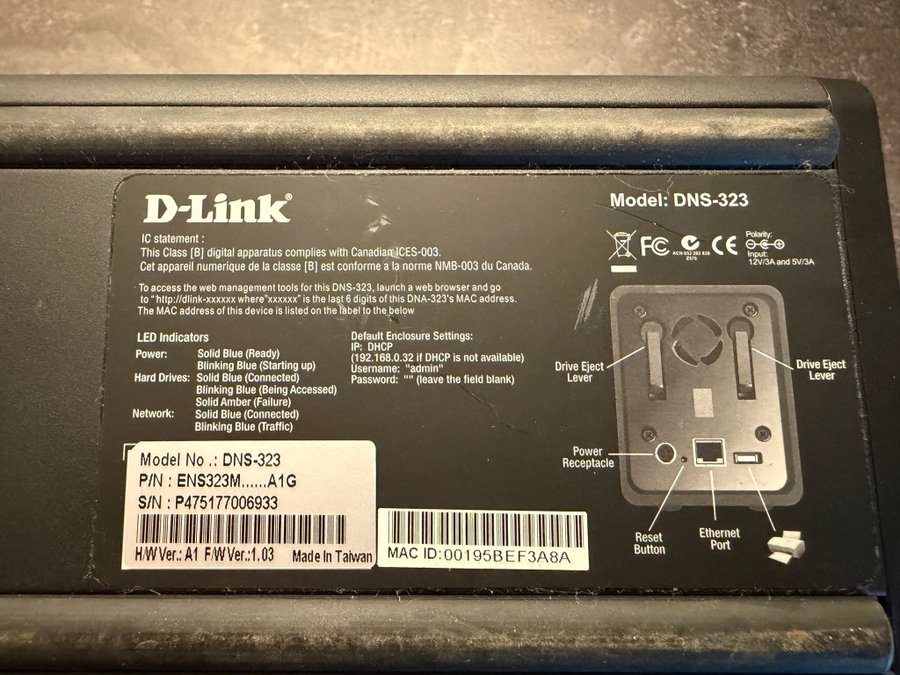 D-Link®
Model: DNS-323
IC statement :
This Class [B] digital apparatus complies with Canadian ICES-003.
Cet appareil numerique de la classe [B] est conforme a la norme NMB-003 du Canada.
To access the web management tools for this DNS-323, launch a web browser and go
to " http://dlink-xxxxxx where"xxxxxx" is the last 6 digits of this DNA-323's MAC address.
The MAC address of this device is listed on the label to the below
FC
CE
ACN 052 202 838
Z576
Polarity:
Input:
12V/3A and 5V/3A
LED Indicators
Power: Solid Blue (Ready)
Blinking Blue (Starting up)
Hard Drives: Solid Blue (Connected)
Blinking Blue (Being Accessed)
Solid Amber (Failure)
Network: Solid Blue (Connected)
Blinking Blue (Traffic)
Default Enclosure Settings:
IP: DHCP
(192.168.0.32 if DHCP is not available)
Username: "admin"
Password: "" (leave the field blank)
Drive Eject
Lever
Drive Eject
Lever
Power
Receptacle
Reset
Button
Ethernet
Port
Model No .: DNS-323
P/N : ENS323M......A1G
S/N : P475177006933
H/W Ver.: A1 F/W Ver.:1.03 Made In Taiwan
MAC ID:00195BEF3A8A